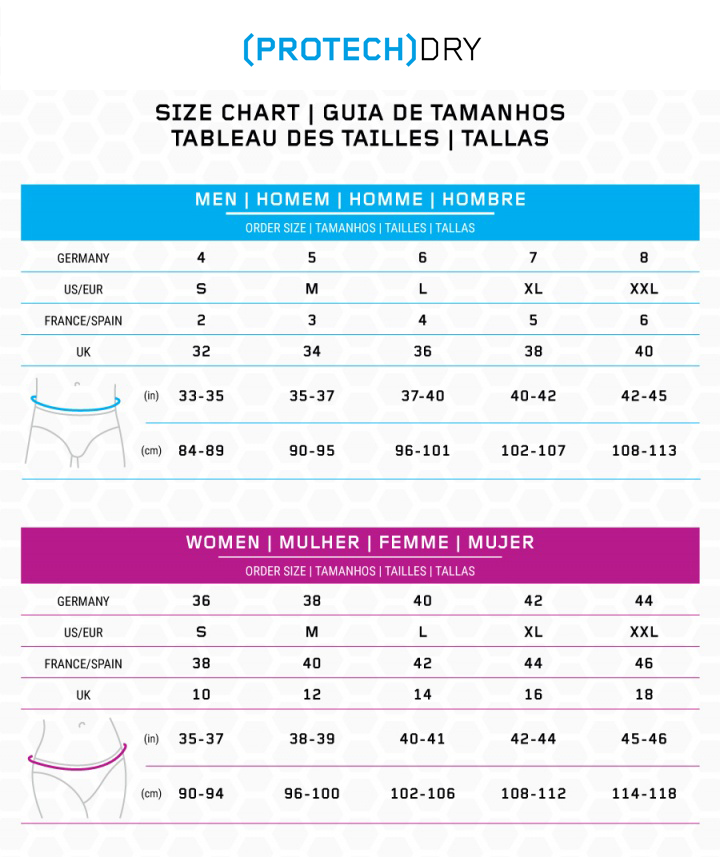 (PROTECH)DRY
SIZE CHART | GUIA DE TAMANHOS
TABLEAU DES TAILLES | TALLAS
MEN | HOMEM | HOMME | HOMBRE
ORDER SIZE | TAMANHOS | TAILLES | TALLAS
GERMANY 4 5 6 7 8
US/EUR S M L XL XXL
FRANCE/SPAIN 2 3 4 5 6
UK 32 34 36 38 40
(in) 33-35 35-37 37-40 40-42 42-45
(cm) 84-89 90-95 96-101 102-107 108-113
WOMEN | MULHER | FEMME | MUJER
ORDER SIZE | TAMANHOS | TAILLES | TALLAS
GERMANY 36 38 40 42 44
US/EUR S M L XL XXL
FRANCE/SPAIN 38 40 42 44 46
UK 10 12 14 16 18
(in) 35-37 38-39 40-41 42-44 45-46
(cm) 90-94 96-100 102-106 108-112 114-118